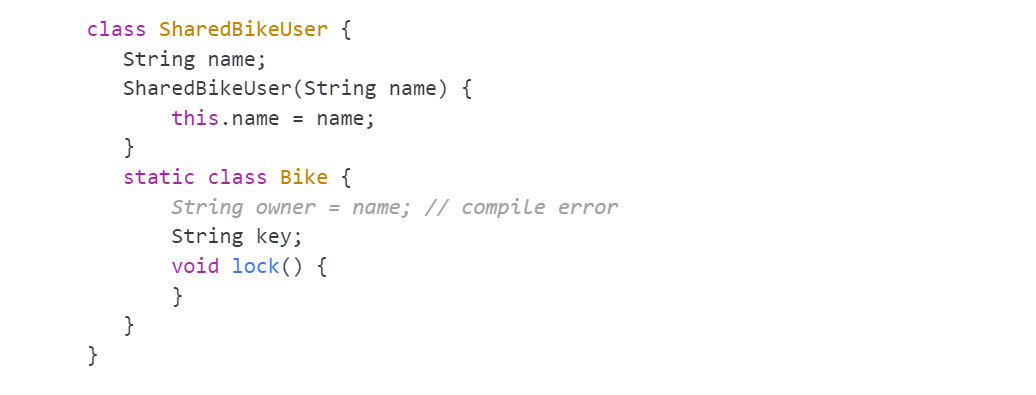 class SharedBikeUser {
   String name;
   SharedBikeUser(String name) {
       this.name = name;
   }
   static class Bike {
       String owner = name; // compile error
       String key;
       void lock() {
       }
   }
}